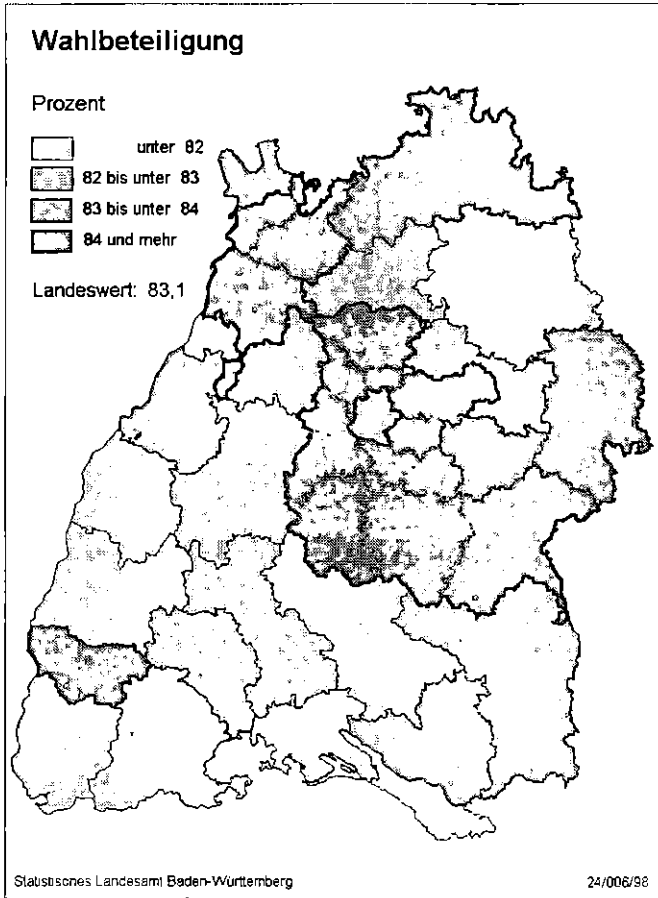 Wahlbeteiligung
Prozent
unter 82
82 bis unter 83
83 bis unter 84
84 und mehr
Landeswert: 83,1
Statistisches Landesamt Baden-Württemberg
24/006/98